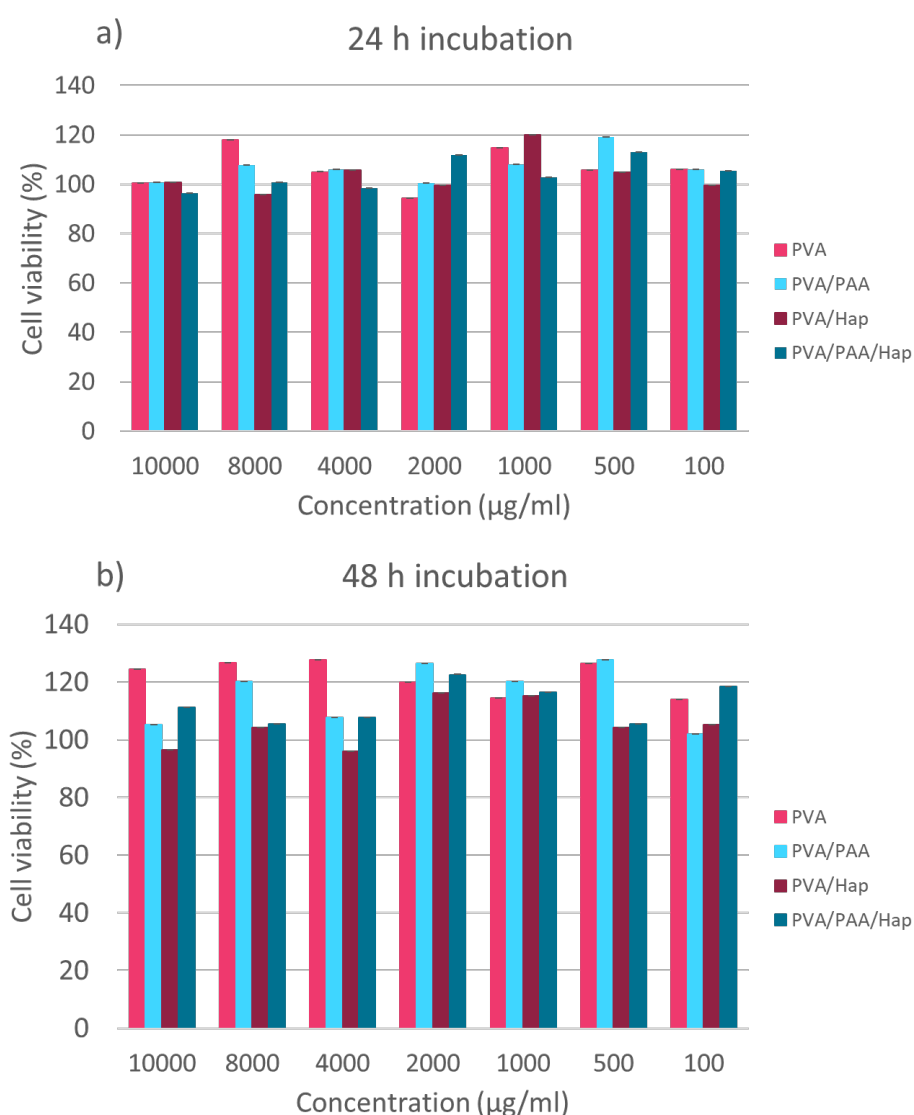 a)
24 h incubation
Cell viability (%)
140
120
100
80
60
40
20
0
10000 8000 4000 2000 1000 500 100
Concentration (µg/ml)
PVA
PVA/PAA
PVA/Hap
PVA/PAA/Hap
b)
48 h incubation
Cell viability (%)
140
120
100
80
60
40
20
0
10000 8000 4000 2000 1000 500 100
Concentration (µg/ml)
PVA
PVA/PAA
PVA/Hap
PVA/PAA/Hap